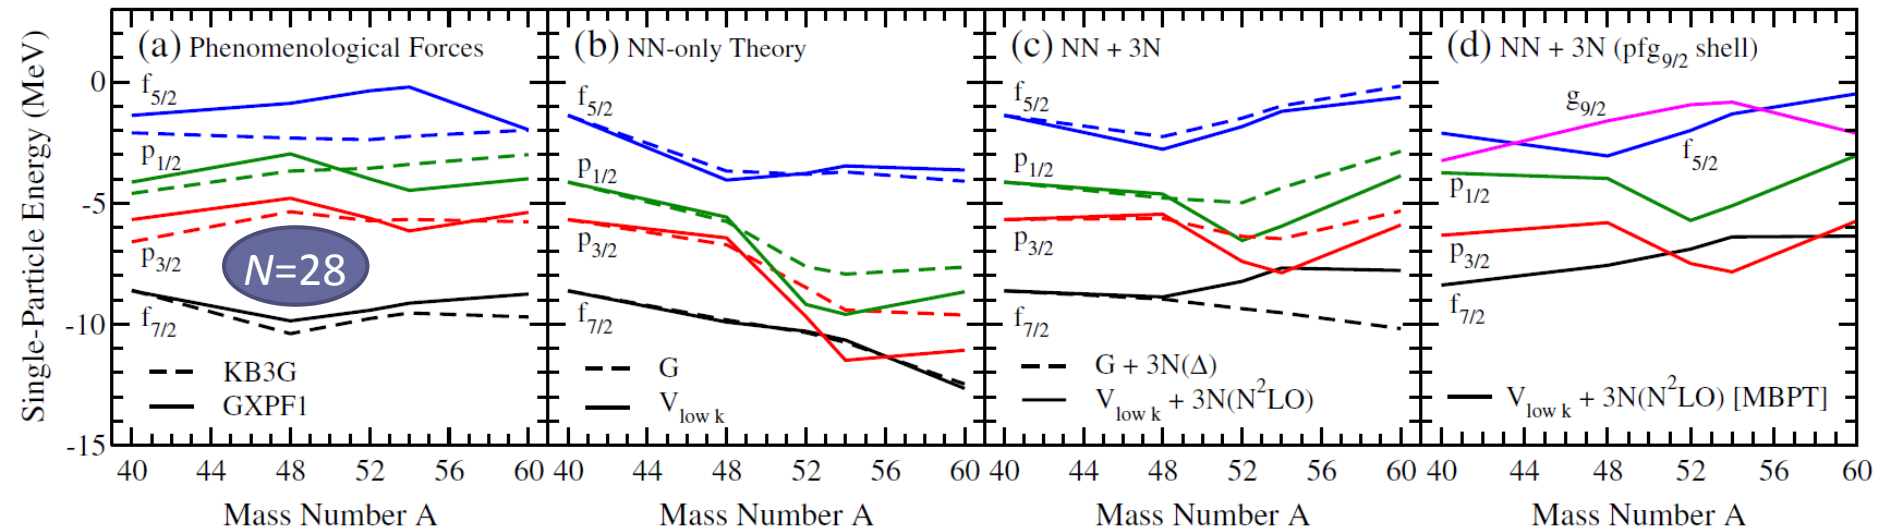 Single-Particle Energy (MeV)
0
-5
-10
-15
(a) Phenomenological Forces
f5/2
p1/2
p3/2
N=28
f7/2
KB3G
GXPF1
40 44 48 52 56 60
Mass Number A
(b) NN-only Theory
f5/2
p1/2
p3/2
f7/2
G
Vlow k
40 44 48 52 56 60
Mass Number A
(c) NN + 3N
f5/2
p1/2
p3/2
f7/2
G + 3N(Δ)
Vlow k + 3N(N²LO)
40 44 48 52 56 60
Mass Number A
(d) NN + 3N (pfg9/2 shell)
g9/2
f5/2
p1/2
p3/2
f7/2
Vlow k + 3N(N²LO) [MBPT]
40 44 48 52 56 60
Mass Number A